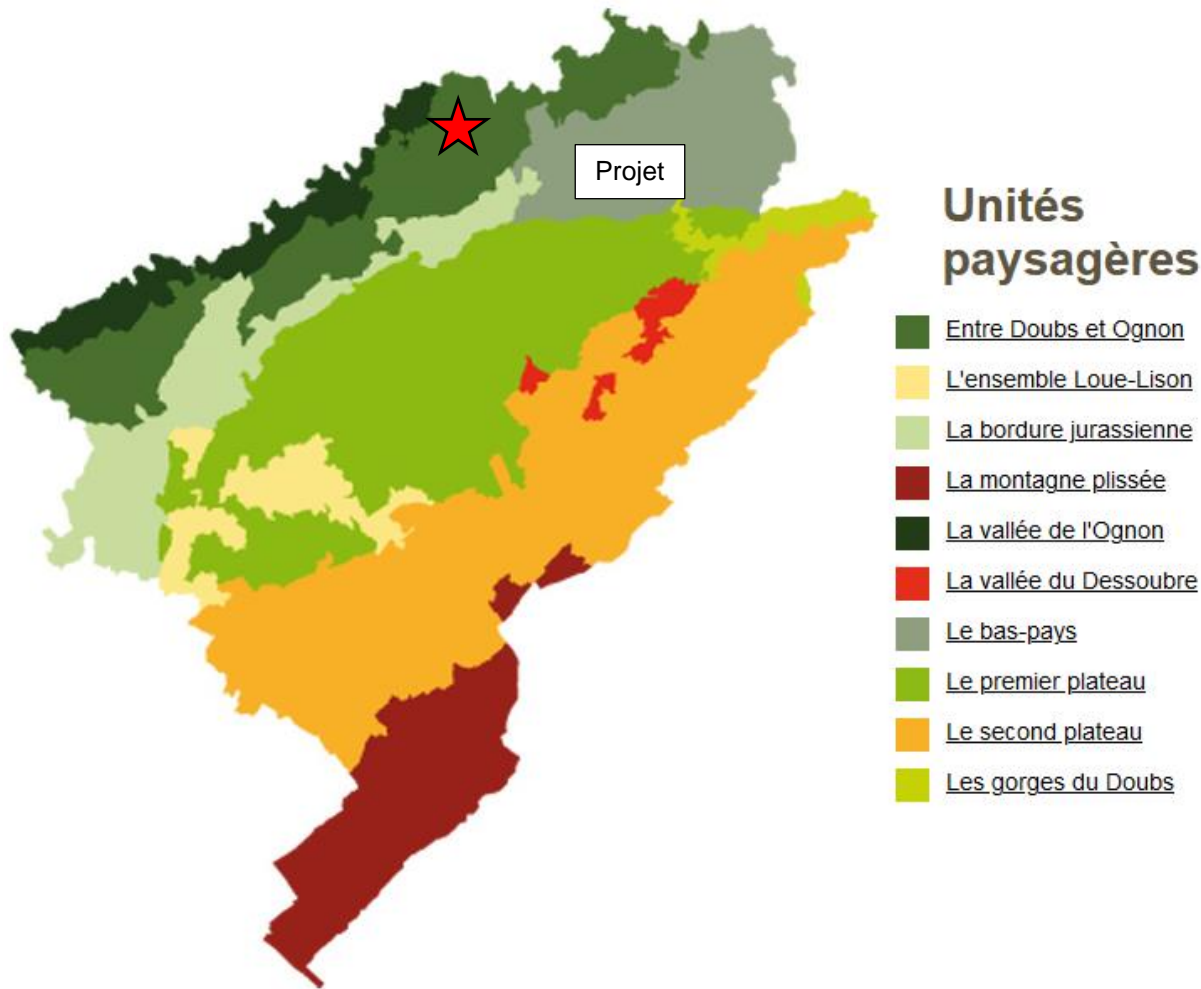 Projet
Unités
paysagères
Entre Doubs et Ognon
L'ensemble Loue-Lison
La bordure jurassienne
La montagne plissée
La vallée de l'Ognon
La vallée du Dessoubre
Le bas-pays
Le premier plateau
Le second plateau
Les gorges du Doubs